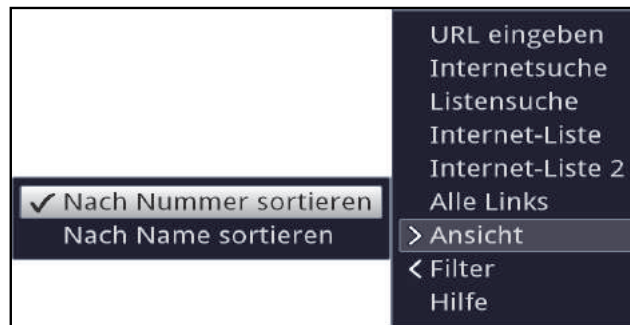 URL eingeben
Internetsuche
Listensuche
Internet-Liste
Internet-Liste 2
Alle Links
> Ansicht
< Filter
Hilfe
✓ Nach Nummer sortieren
Nach Name sortieren